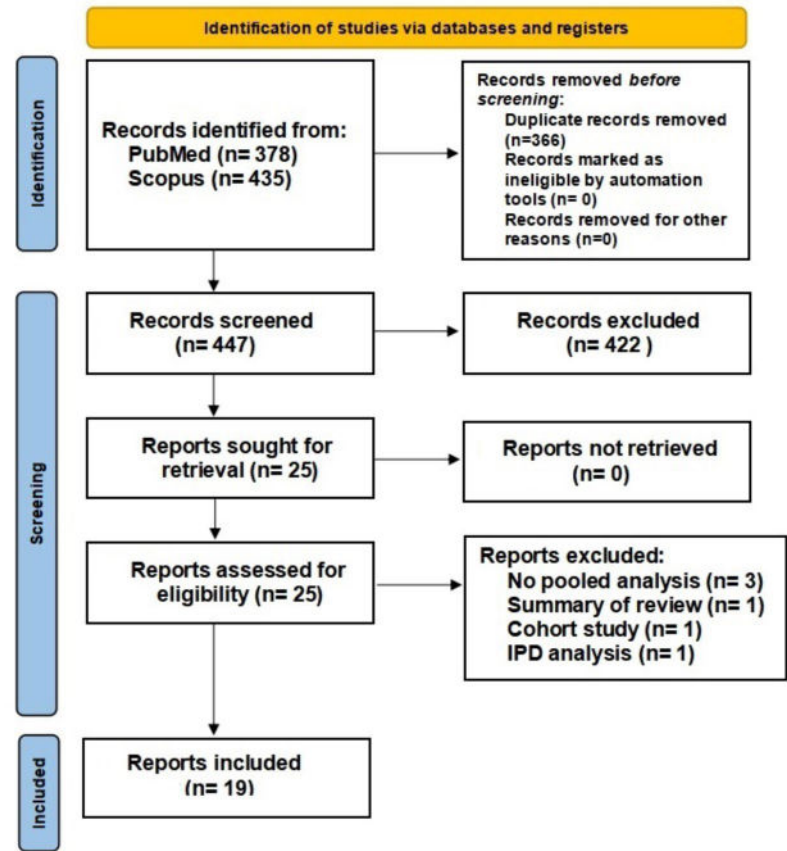 Identification of studies via databases and registers
Identification
Records identified from:
PubMed (n= 378)
Scopus (n= 435)
Records removed before
screening:
Duplicate records removed
(n=366)
Records marked as
ineligible by automation
tools (n= 0)
Records removed for other
reasons (n=0)
Screening
Records screened
(n= 447)
Records excluded
(n= 422 )
Reports sought for
retrieval (n= 25)
Reports not retrieved
(n= 0)
Reports assessed for
eligibility (n= 25)
Reports excluded:
No pooled analysis (n= 3)
Summary of review (n= 1)
Cohort study (n= 1)
IPD analysis (n= 1)
Included
Reports included
(n= 19)